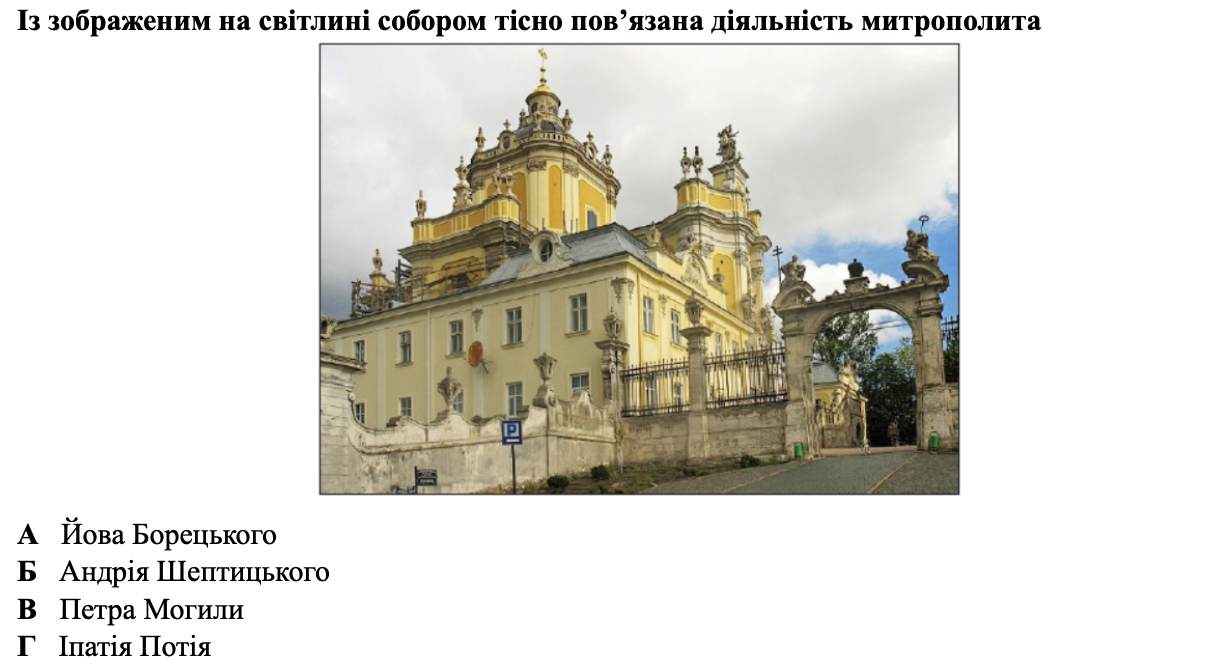 Із зображеним на світлині собором тісно пов’язана діяльність митрополита
P
А Йова Борецького
Б Андрія Шептицького
В Петра Могили
Г Іпатія Потія